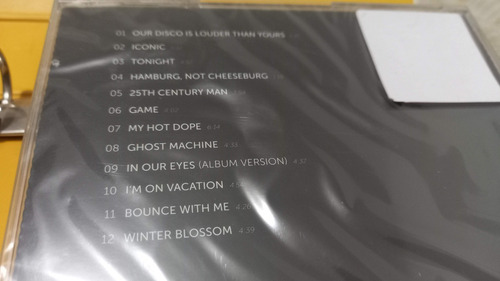 01 OUR DISCO IS LOUDER THAN YOURS
02 ICONIC
03 TONIGHT
04 HAMBURG, NOT CHEESEBURG
05 25TH CENTURY MAN
06 GAME
07 MY HOT DOPE
08 GHOST MACHINE
09 IN OUR EYES (ALBUM VERSION)
10 I'M ON VACATION
11 BOUNCE WITH ME 4:26
12 WINTER BLOSSOM 4:39